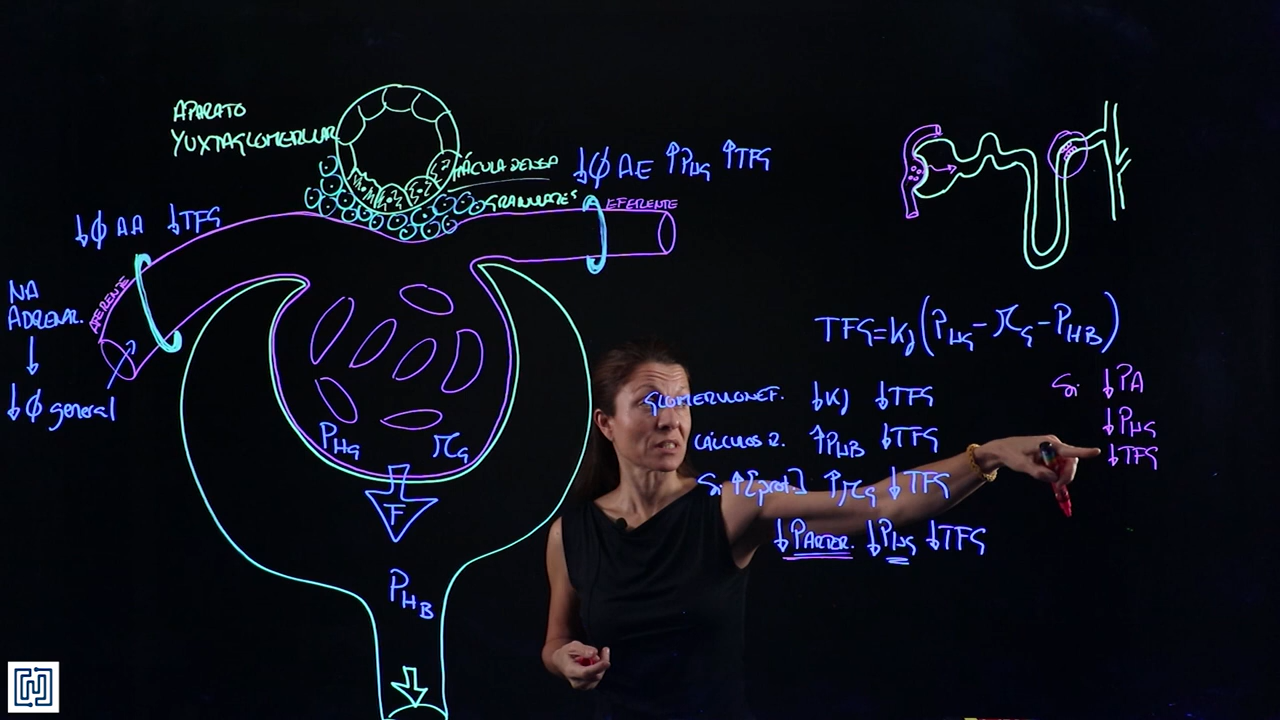 APARATO
YUXTAGLOMERULAR
MÁCULA DENSA
GRANULARES
↓∅ AE ↑PHG ↑TFG
EFERENTE
↓∅ AA ↓TFG
AFERENTE
NA
ADRENAL.
↓
↓∅ general
PHG πG
F
PHB
TFG=Kf(PHG-πG-PHB)
GLOMERULONEF. ↓Kf ↓TFG
CÁLCULOS R. ↑PHB ↓TFG
Si ↑[prot.] ↑πG ↓TFG
↓PARTER. ↓PHG ↓TFG
Si ↓PA
↓PHG
↓TFG